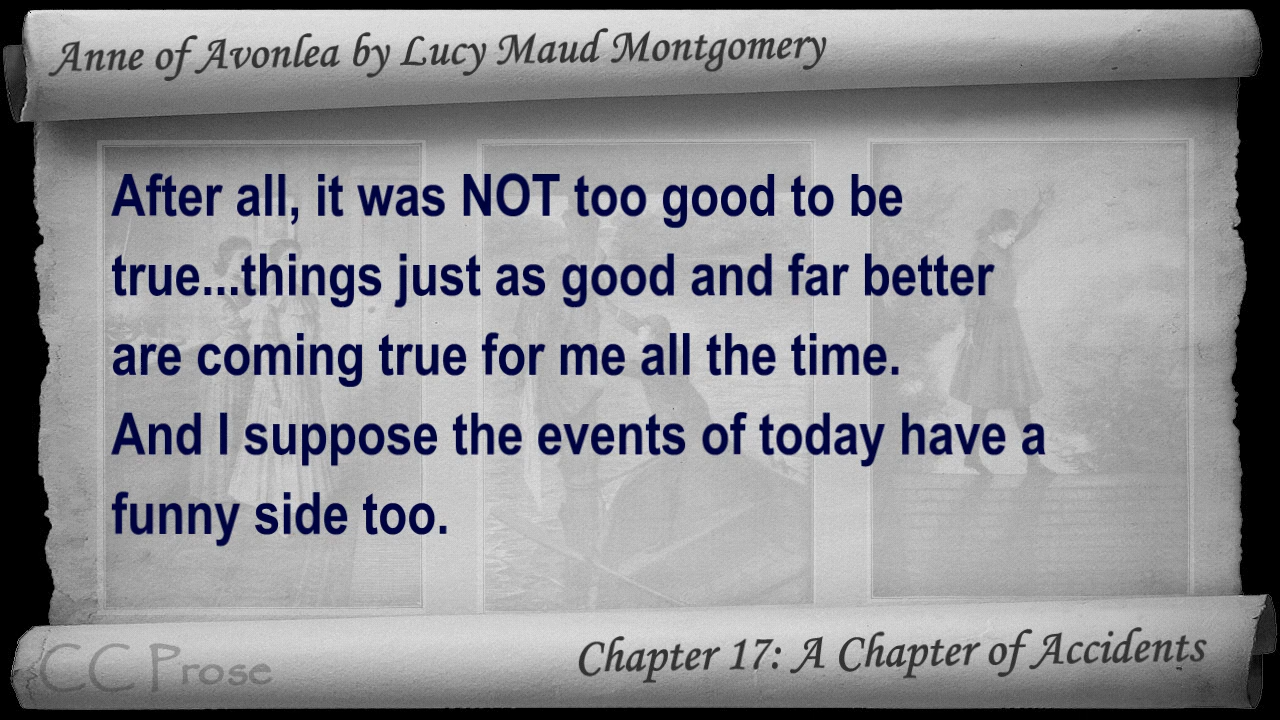 Anne of Avonlea by Lucy Maud Montgomery
After all, it was NOT too good to be
true...things just as good and far better
are coming true for me all the time.
And I suppose the events of today have a
funny side too.
CC Prose
Chapter 17: A Chapter of Accidents